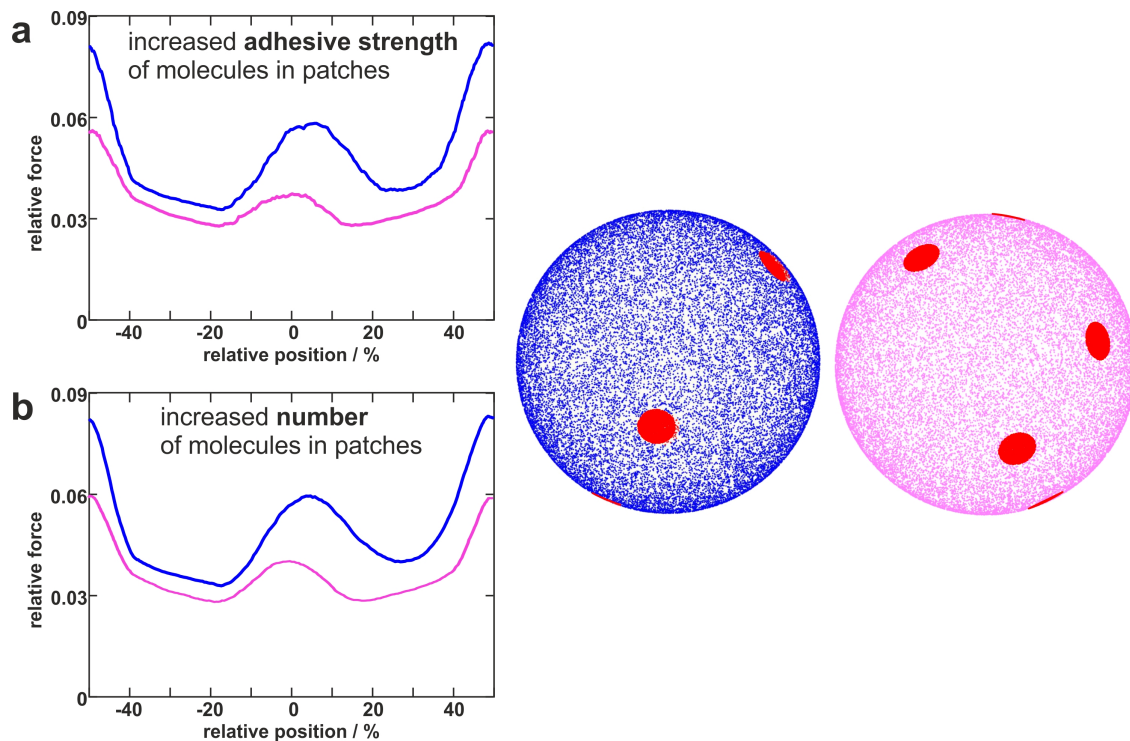 a
increased adhesive strength
of molecules in patches
relative force
0.09
0.06
0.03
0
-40 -20 0 20 40
relative position / %
b
increased number
of molecules in patches
relative force
0.09
0.06
0.03
0
-40 -20 0 20 40
relative position / %